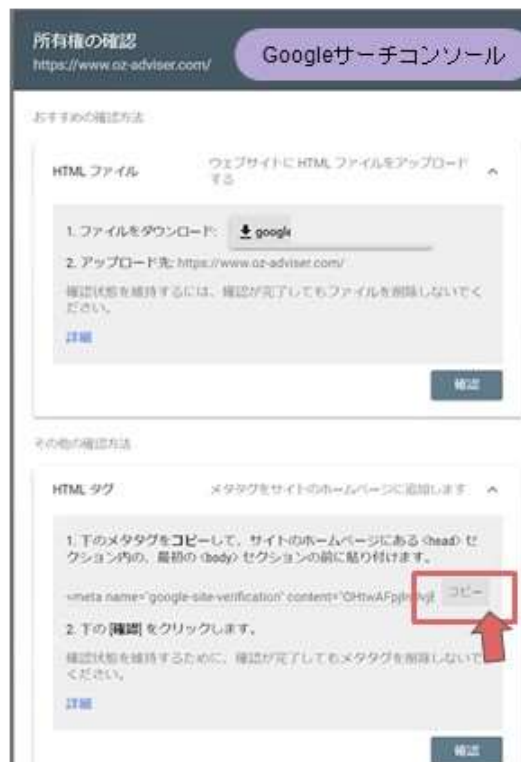 所有権の確認
https://www.oz-adviser.com/
Googleサーチコンソール
おすすめの確認方法
HTML ファイル
ウェブサイトに HTML ファイルをアップロード
する
1. ファイルをダウンロード:
google
2. アップロード先: https://www.oz-adviser.com/
確認状態を維持するには、確認が完了してもファイルを削除しないでく
ださい。
詳細
確認
その他の確認方法
HTML タグ
メタタグをサイトのホームページに追加します
1. 下のメタタグをコピーして、サイトのホームページにある <head> セ
クション内の、最初の <body> セクションの前に貼り付けます。
<meta name="google-site-verification" content="
コピー
2. 下の [確認] をクリックします。
確認状態を維持するために、確認が完了してもメタタグを削除しないで
ください。
詳細
確認